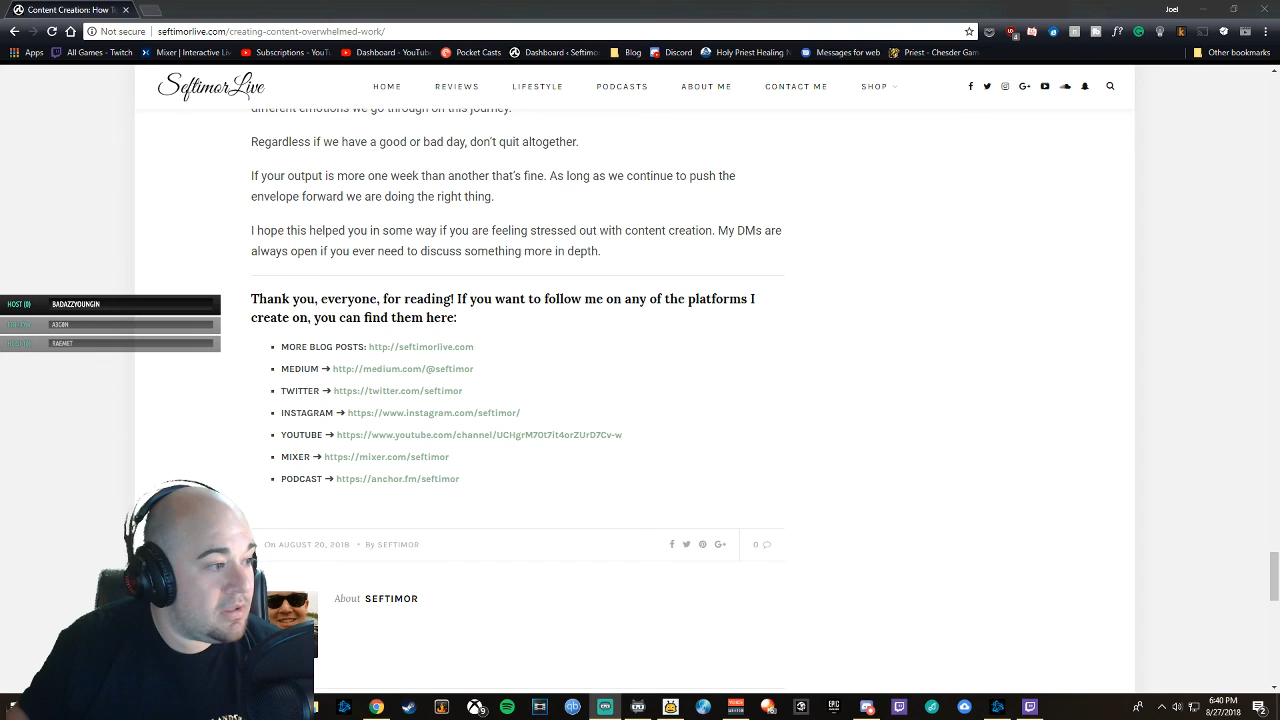 Content Creation: How To
Joel
Not secure | seftimorlive.com/creating-content-overwhelmed-work/
Apps All Games - Twitch Mixer | Interactive Li Subscriptions - YouTu Dashboard - YouTube Pocket Casts Dashboard ‹ Seftimo Blog Discord Holy Priest Healing N Messages for web Priest - Chesder Gam Other bookmarks
SeftimorLive HOME REVIEWS LIFESTYLE PODCASTS ABOUT ME CONTACT ME SHOP
different emotions we go through on this journey.
Regardless if we have a good or bad day, don't quit altogether.
If your output is more one week than another that's fine. As long as we continue to push the
envelope forward we are doing the right thing.
I hope this helped you in some way if you are feeling stressed out with content creation. My DMs are
always open if you ever need to discuss something more in depth.
HOST (0) BADAZZYOUNGIN
A3C0N
RAEMET
Thank you, everyone, for reading! If you want to follow me on any of the platforms I
create on, you can find them here:
▪ MORE BLOG POSTS: http://seftimorlive.com
▪ MEDIUM ➔ http://medium.com/@seftimor
▪ TWITTER ➔ https://twitter.com/seftimor
▪ INSTAGRAM ➔ https://www.instagram.com/seftimor/
▪ YOUTUBE ➔ https://www.youtube.com/channel/UCHgrM7Ot7it4orZUrD7Cv-w
▪ MIXER ➔ https://mixer.com/seftimor
▪ PODCAST ➔ https://anchor.fm/seftimor
On AUGUST 20, 2018 • By SEFTIMOR
0
About SEFTIMOR
6:40 PM
8/27/2018